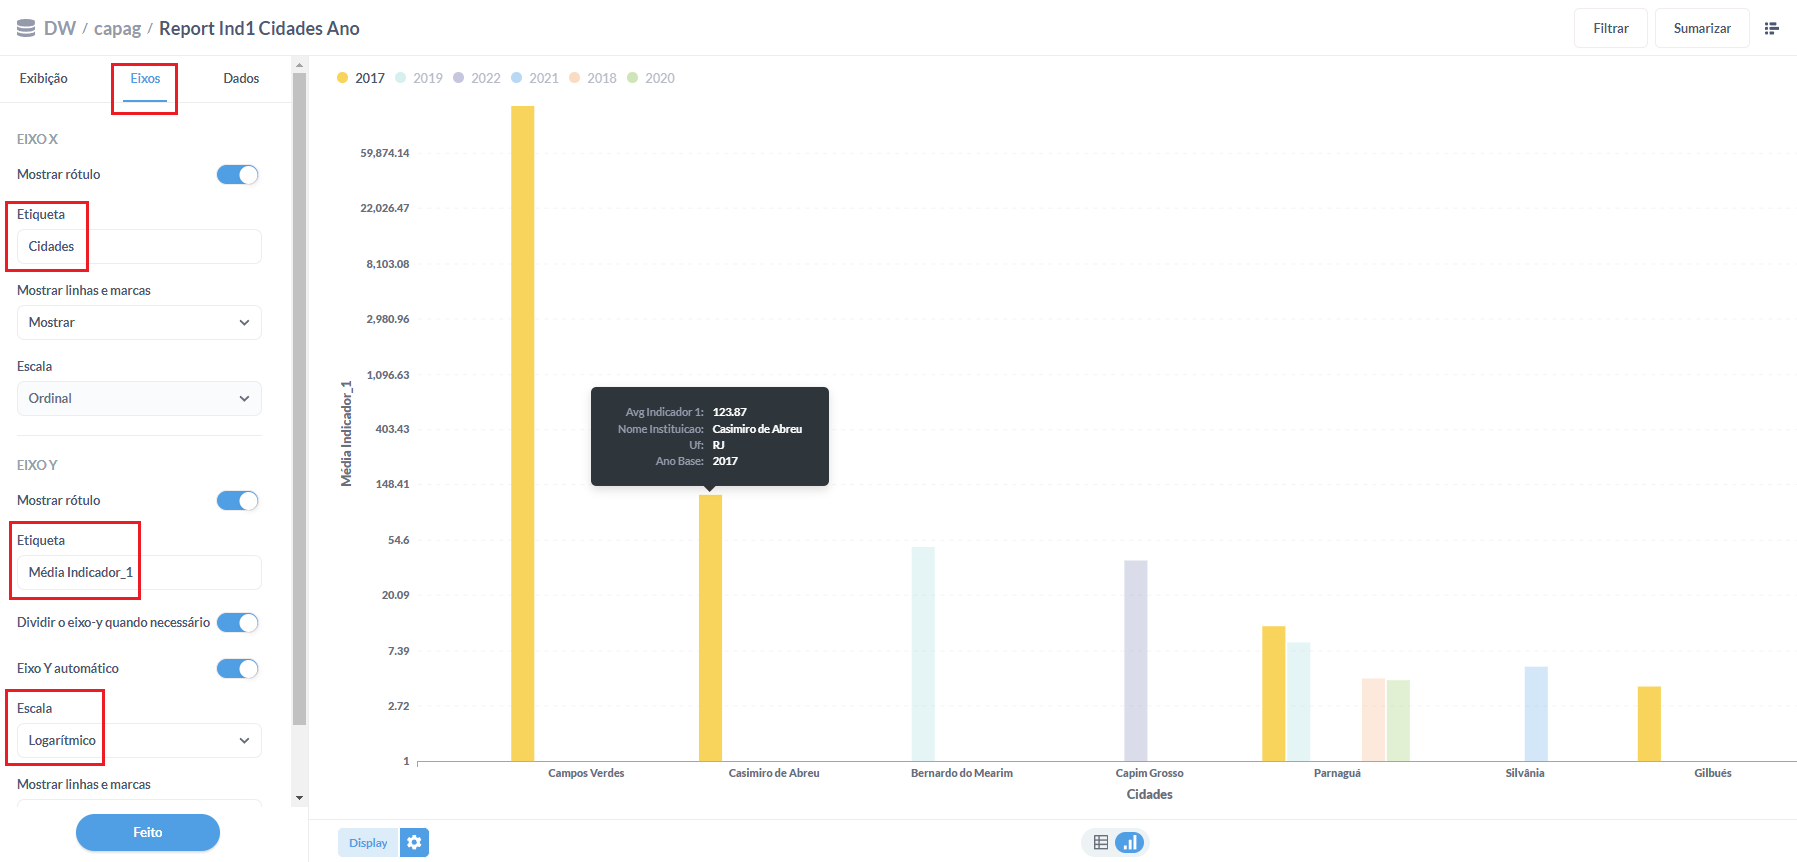 DW / capag / Report Ind1 Cidades Ano
Filtrar
Sumarizar
Exibição
Eixos
Dados
EIXO X
Mostrar rótulo
Etiqueta
Cidades
Mostrar linhas e marcas
Mostrar
Escala
Ordinal
EIXO Y
Mostrar rótulo
Etiqueta
Média Indicador_1
Dividir o eixo-y quando necessário
Eixo Y automático
Escala
Logarítmico
Mostrar linhas e marcas
Feito
2017 2019 2022 2021 2018 2020
59,874.14
22,026.47
8,103.08
2,980.96
1,096.63
403.43
148.41
54.6
20.09
7.39
2.72
1
Média Indicador_1
Avg Indicador 1: 123.87
Nome Instituicao: Casimiro de Abreu
Uf: RJ
Ano Base: 2017
Campos Verdes
Casimiro de Abreu
Bernardo do Mearim
Capim Grosso
Parnaguá
Silvânia
Gilbués
Cidades
Display